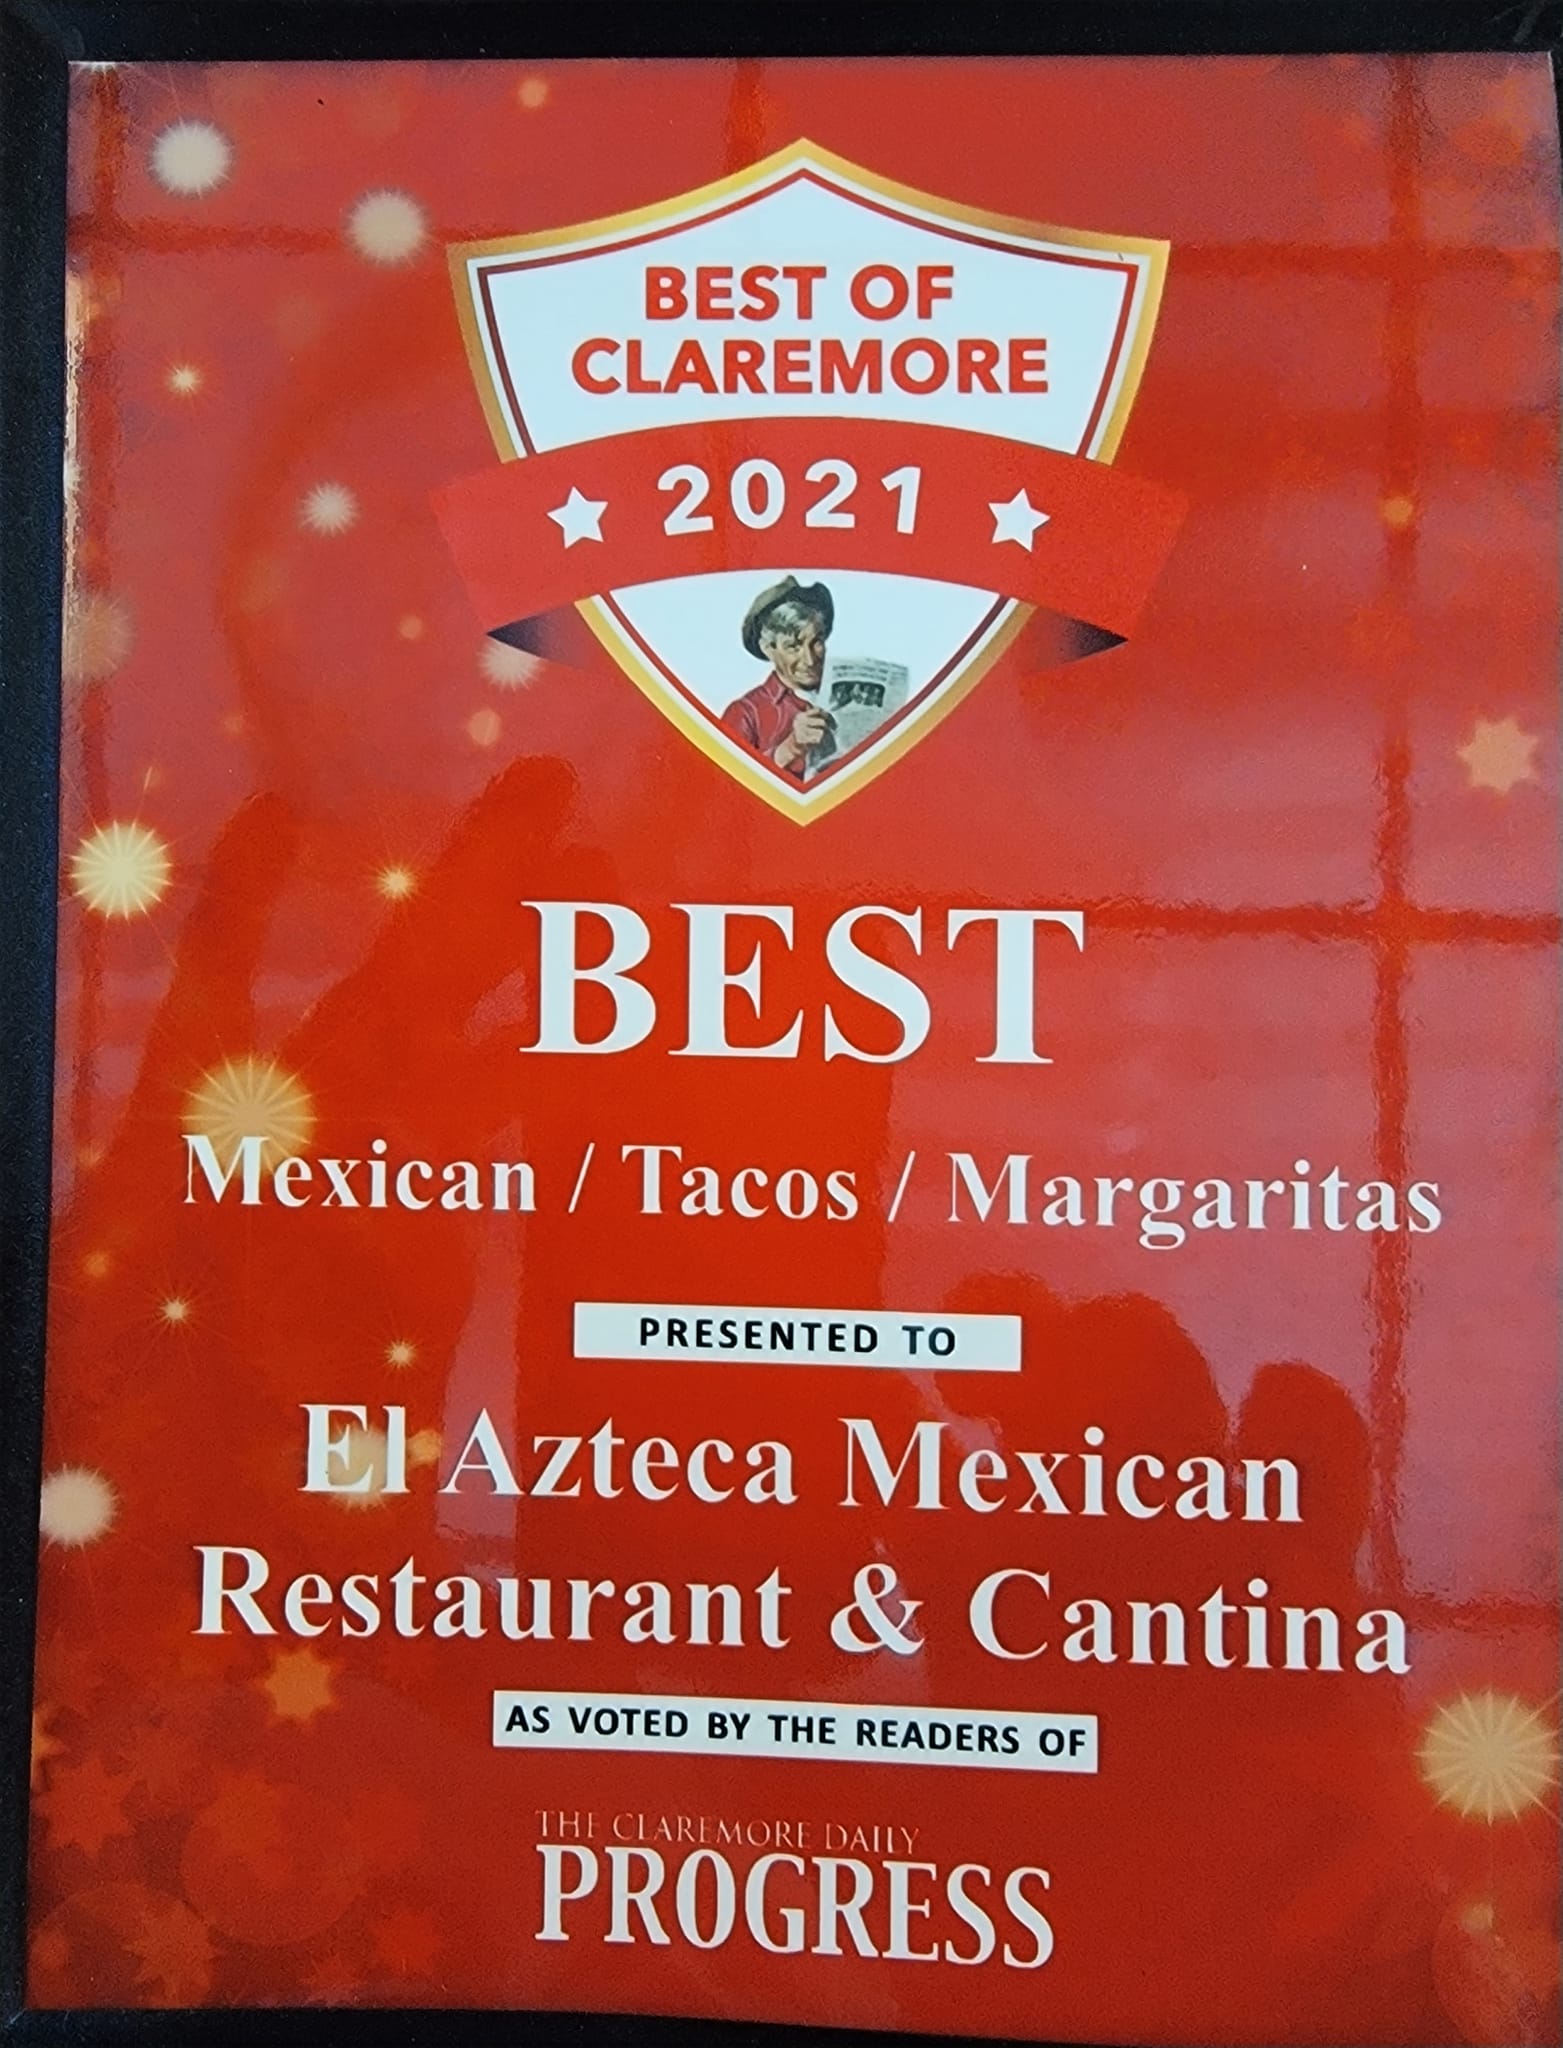 BEST OF
CLAREMORE
2021
BEST
Mexican / Tacos / Margaritas
PRESENTED TO
El Azteca Mexican
Restaurant & Cantina
AS VOTED BY THE READERS OF
THE CLAREMORE DAILY
PROGRESS